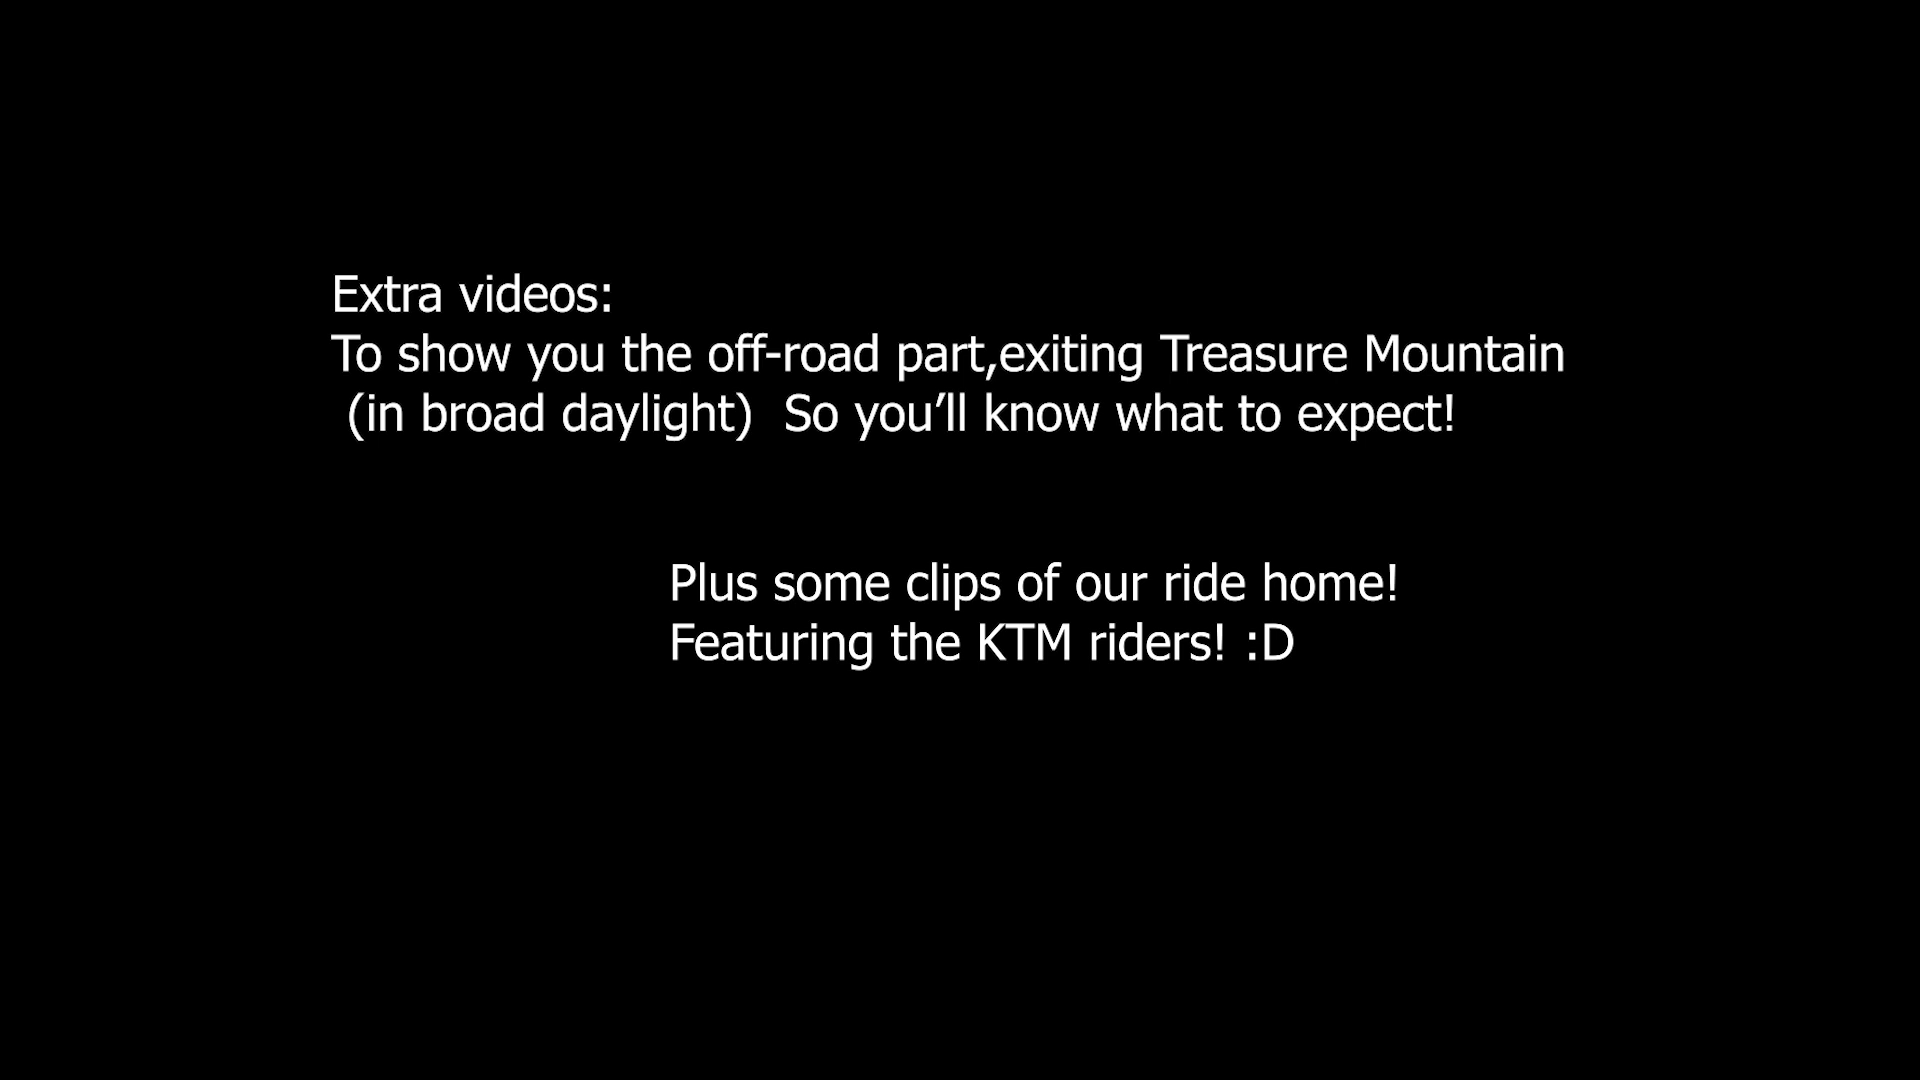 Extra videos:
To show you the off-road part,exiting Treasure Mountain
(in broad daylight)  So you’ll know what to expect!
Plus some clips of our ride home!
Featuring the KTM riders! :D